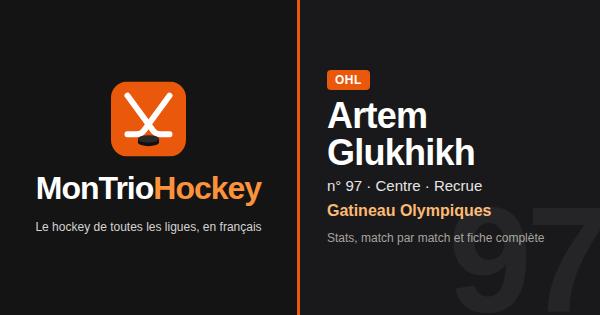 MonTrioHockey
Le hockey de toutes les ligues, en français
OHL
Artem
Glukhikh
n° 97 · Centre · Recrue
Gatineau Olympiques
Stats, match par match et fiche complète
97